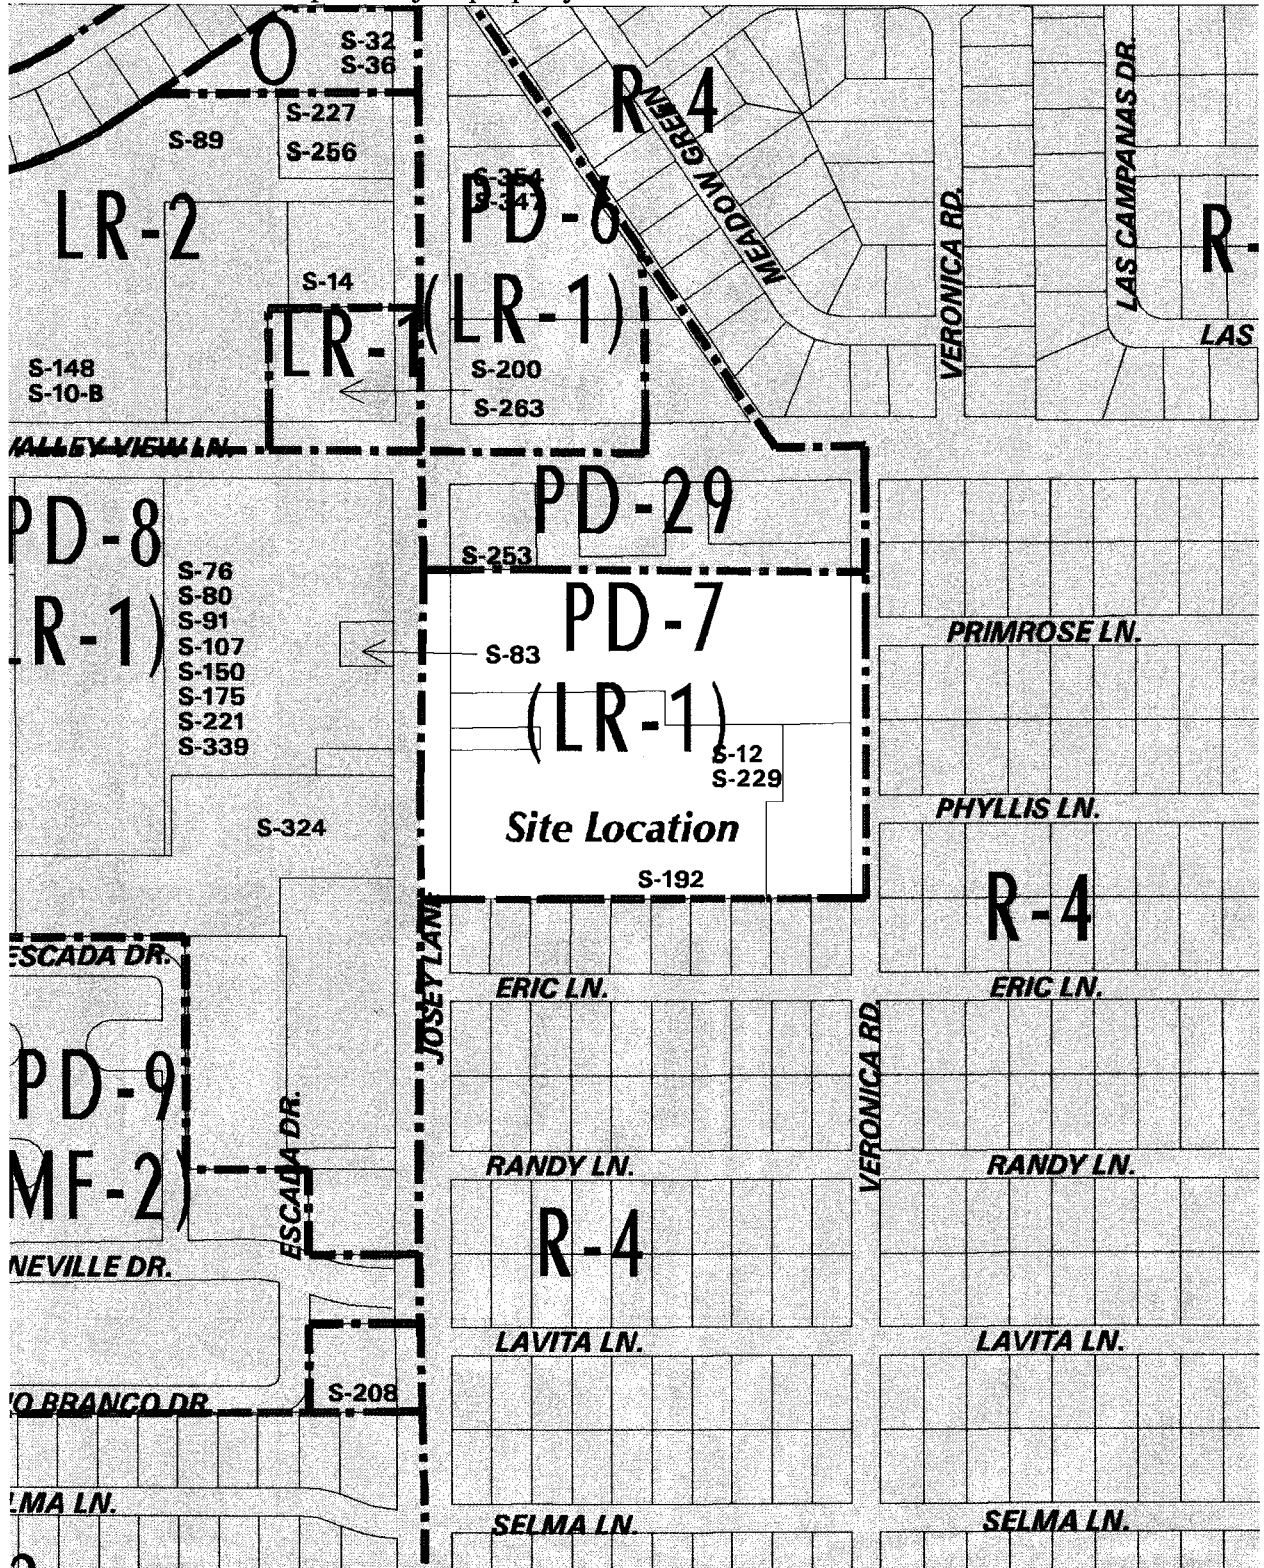 O
S-32
S-36
R-4
S-227
S-256
S-89
MEADOW GREEN
LAS CAMPANAS DR.
S-354
S-347
PD-6
(LR-1)
LR-2
VERONICA RD.
R-
S-14
LR-1
LAS
S-148
S-10-B
S-200
S-263
VALLEY VIEW LN.
PD-29
S-253
PD-8
LR-1)
S-76
S-80
S-91
S-107
S-150
S-175
S-221
S-339
PD-7
(LR-1)
S-83
PRIMROSE LN.
S-12
S-229
PHYLLIS LN.
Site Location
S-324
S-192
R-4
JOSEY LANE
ESCADA DR.
ERIC LN.
ERIC LN.
VERONICA RD.
PD-9
MF-2)
ESCADA DR.
RANDY LN.
RANDY LN.
R-4
NEVILLE DR.
LAVITA LN.
LAVITA LN.
S-208
O BRANCO DR
LMA LN.
SELMA LN.
SELMA LN.